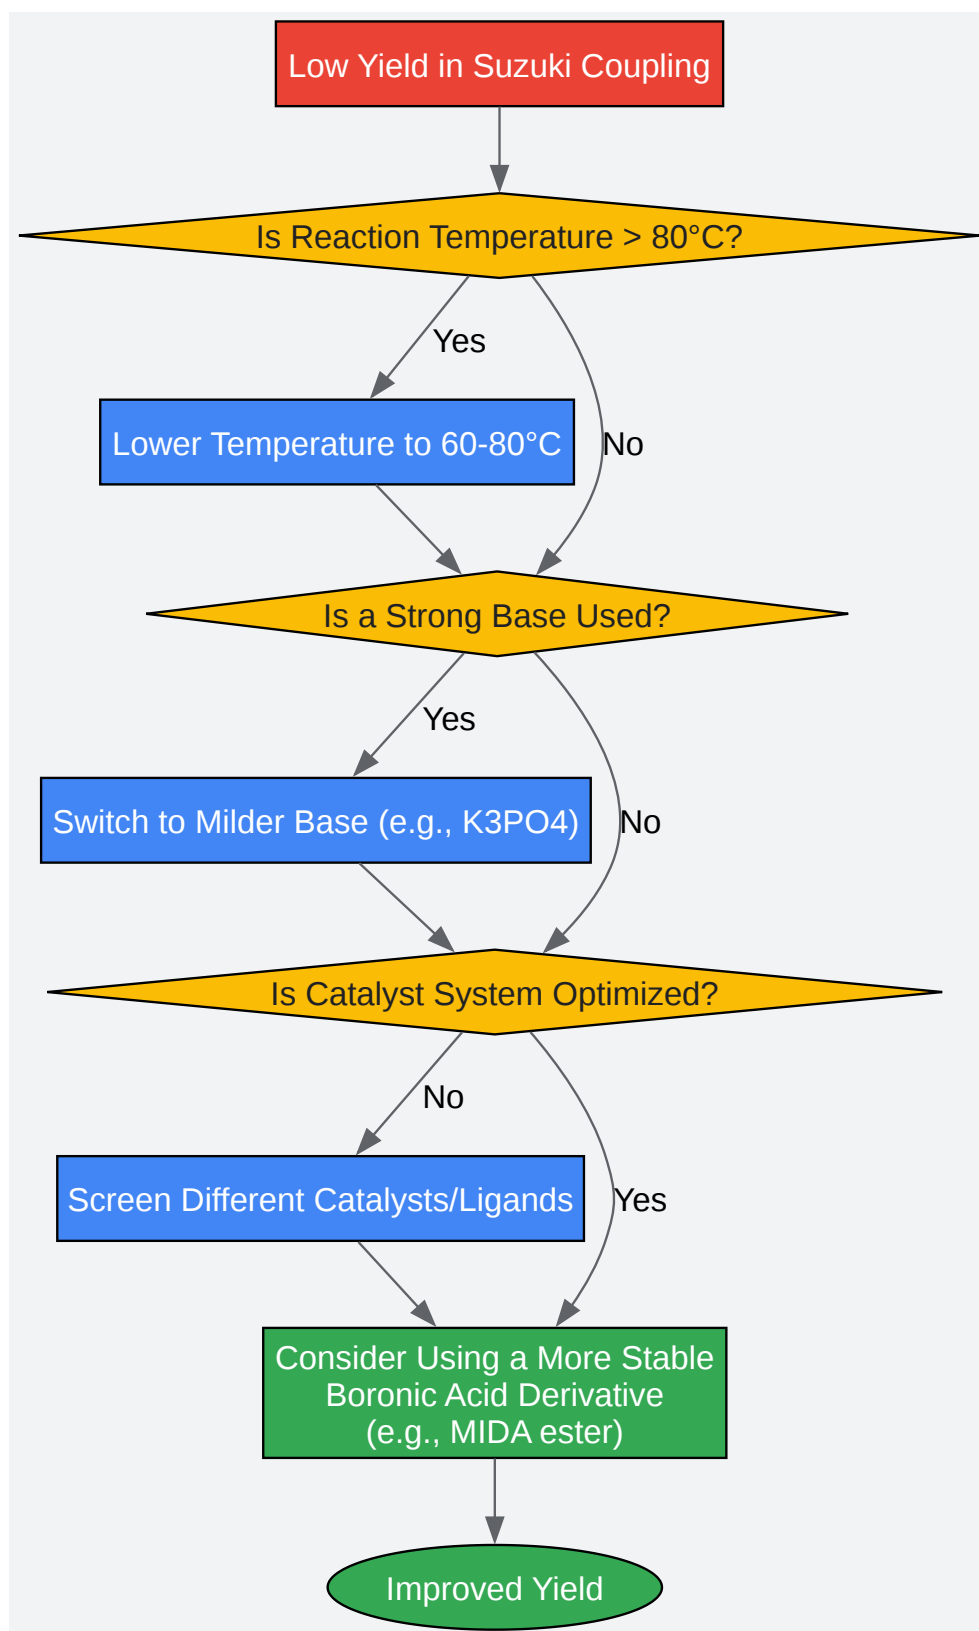 Low Yield in Suzuki Coupling
Is Reaction Temperature > 80°C?
Yes
Lower Temperature to 60-80°C
No
Is a Strong Base Used?
Yes
Switch to Milder Base (e.g., K3PO4)
No
Is Catalyst System Optimized?
No
Screen Different Catalysts/Ligands
Yes
Consider Using a More Stable
Boronic Acid Derivative
(e.g., MIDA ester)
Improved Yield